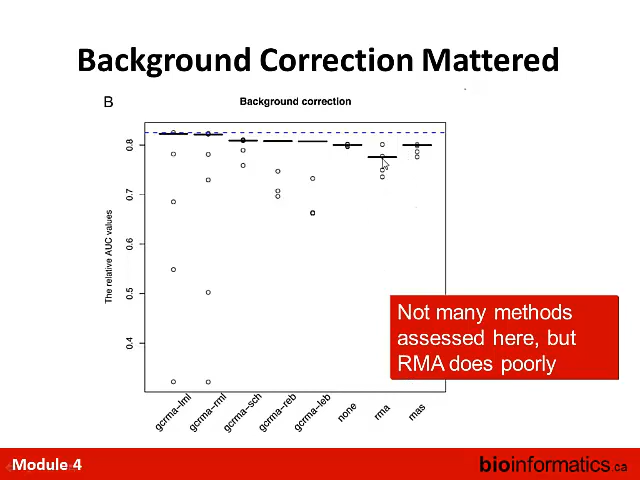 Background Correction Mattered
B
Background correction
The relative AUC values
0.8
0.7
0.6
0.5
0.4
gcrma-lml
gcrma-rml
gcrma-sch
gcrma-reb
gcrma-leb
none
rma
mas
Not many methods
assessed here, but
RMA does poorly
Module 4
bioinformatics.ca